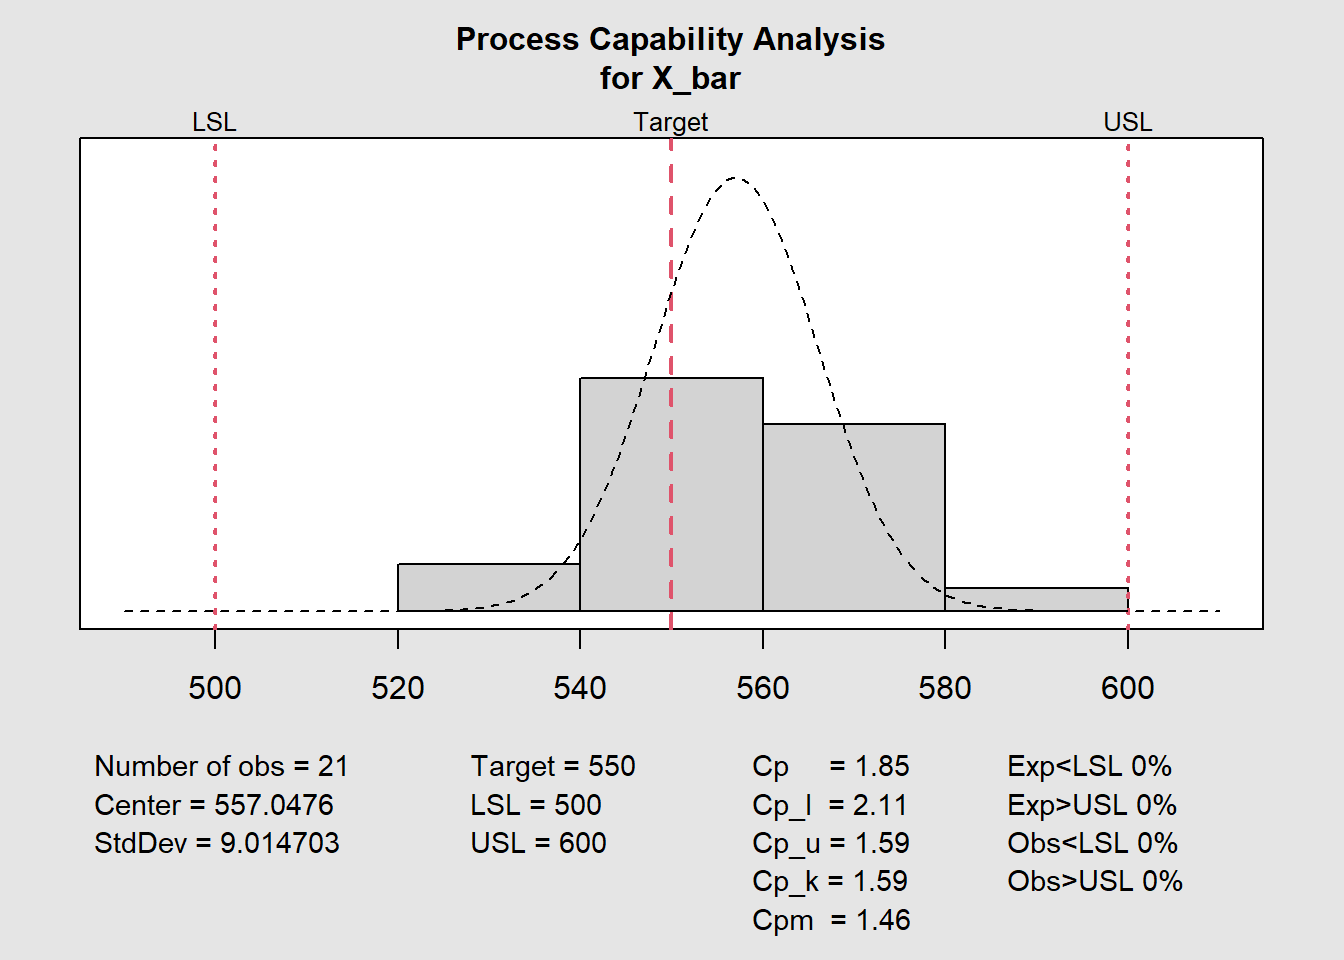 Process Capability Analysis
for X_bar
LSL
Target
USL
500
520
540
560
580
600
Number of obs = 21
Center = 557.0476
StdDev = 9.014703
Target = 550
LSL = 500
USL = 600
Cp = 1.85
Cp_l = 2.11
Cp_u = 1.59
Cp_k = 1.59
Cpm = 1.46
Exp<LSL 0%
Exp>USL 0%
Obs<LSL 0%
Obs>USL 0%